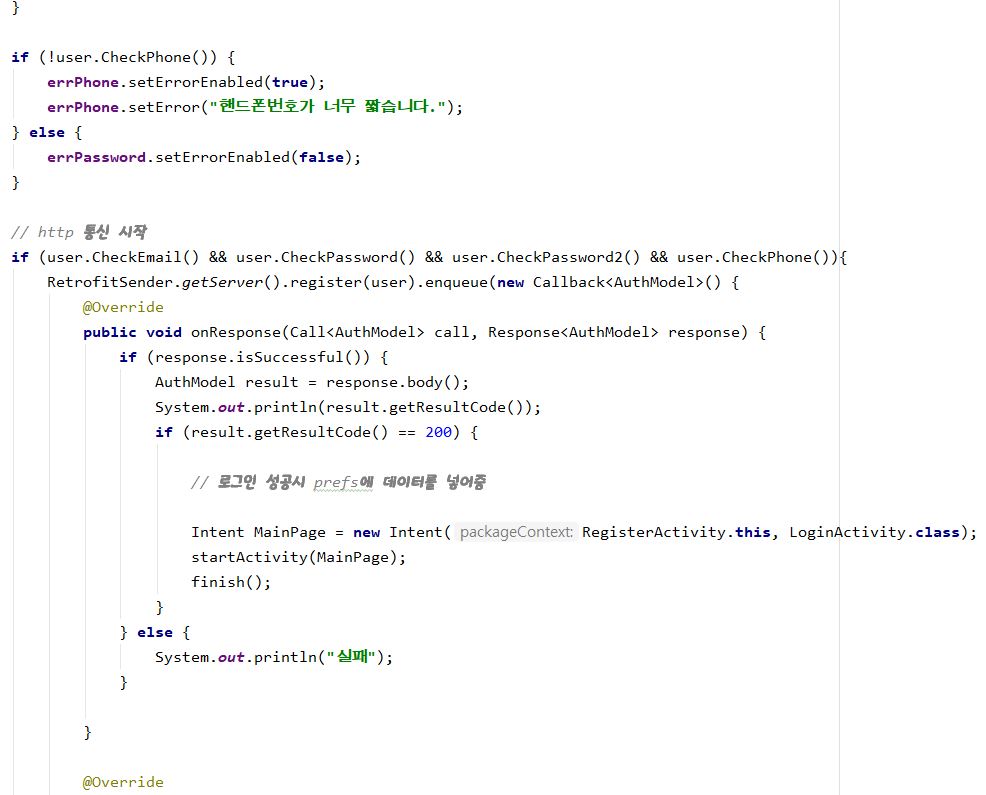 }
if (!user.CheckPhone()) {
errPhone.setErrorEnabled(true);
errPhone.setError("핸드폰번호가 너무 짧습니다.");
} else {
errPassword.setErrorEnabled(false);
}
// http 통신 시작
if (user.CheckEmail() && user.CheckPassword() && user.CheckPassword2() && user.CheckPhone()){
RetrofitSender.getServer().register(user).enqueue(new Callback<AuthModel>() {
@Override
public void onResponse(Call<AuthModel> call, Response<AuthModel> response) {
if (response.isSuccessful()) {
AuthModel result = response.body();
System.out.println(result.getResultCode());
if (result.getResultCode() == 200) {
// 로그인 성공시 prefs에 데이터를 넣어줌
Intent MainPage = new Intent( packageContext: RegisterActivity.this, LoginActivity.class);
startActivity(MainPage);
finish();
}
} else {
System.out.println("실패");
}
}
@Override